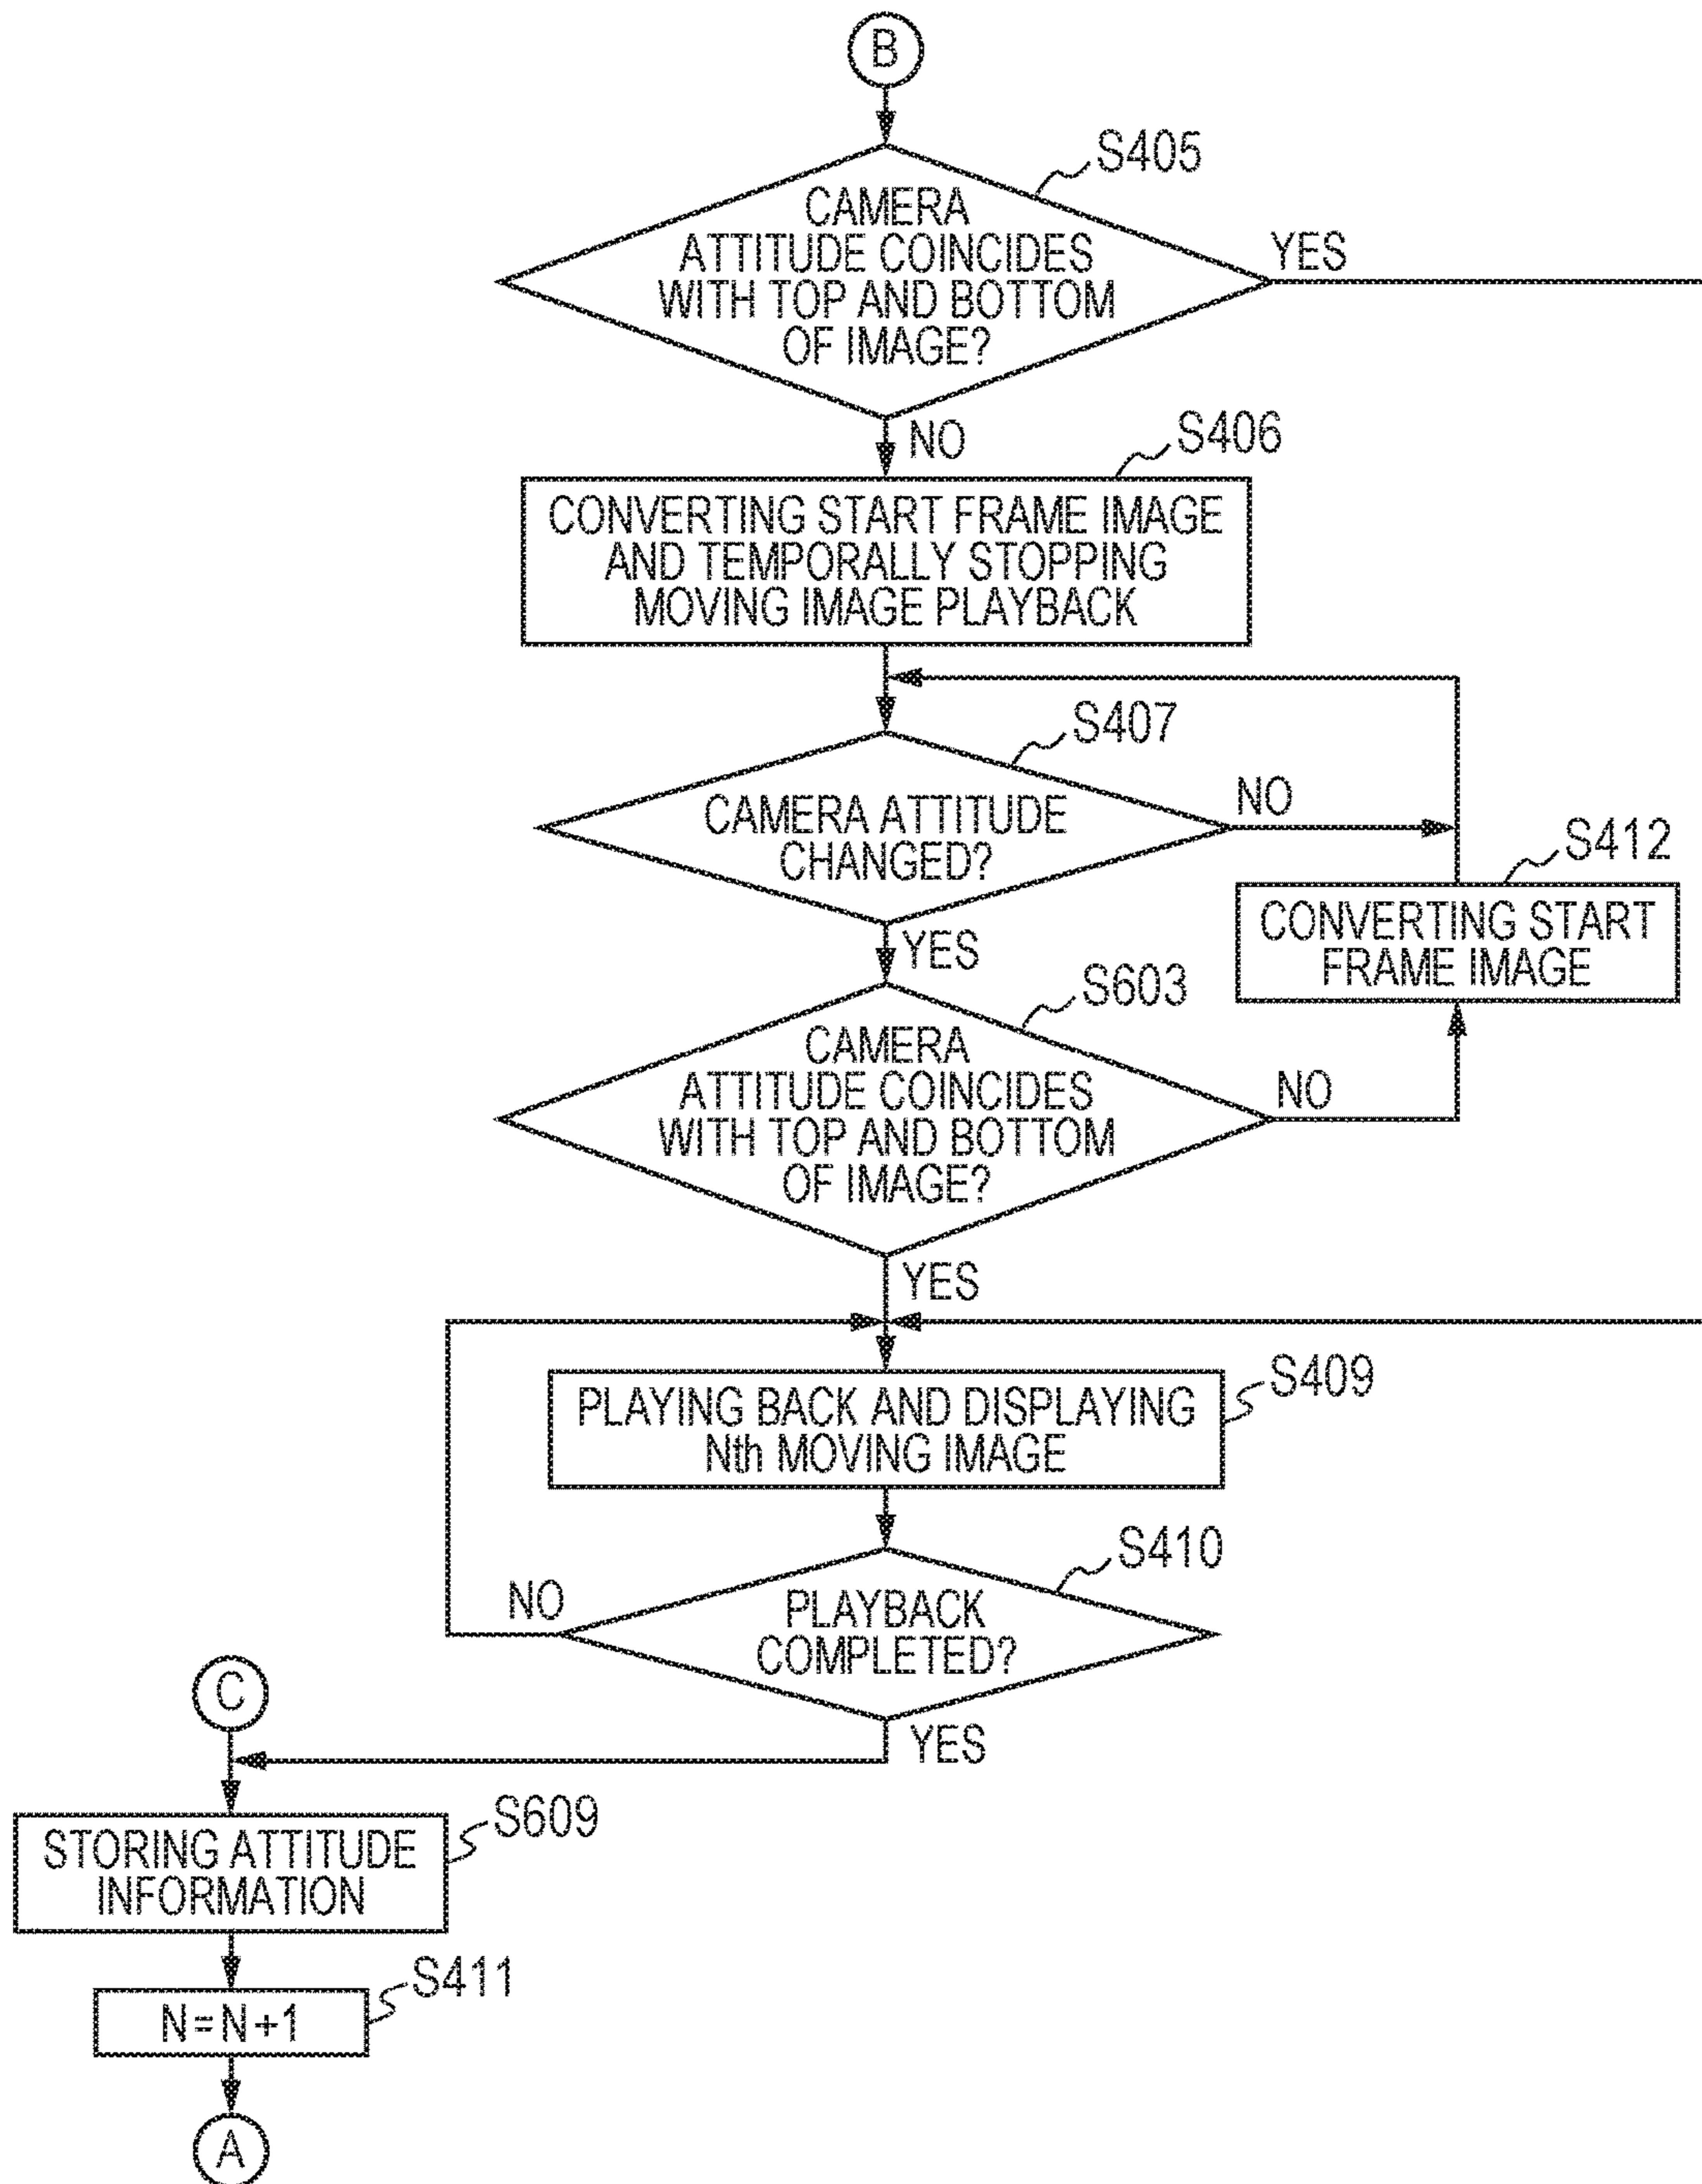 B
S405
CAMERA
ATTITUDE COINCIDES
WITH TOP AND BOTTOM
OF IMAGE?
YES
NO
S406
CONVERTING START FRAME IMAGE
AND TEMPORALLY STOPPING
MOVING IMAGE PLAYBACK
S407
CAMERA ATTITUDE
CHANGED?
NO
S412
CONVERTING START
FRAME IMAGE
YES
S603
CAMERA
ATTITUDE COINCIDES
WITH TOP AND BOTTOM
OF IMAGE?
NO
YES
S409
PLAYING BACK AND DISPLAYING
Nth MOVING IMAGE
S410
PLAYBACK
COMPLETED?
NO
YES
C
S609
STORING ATTITUDE
INFORMATION
S411
N=N+1
A